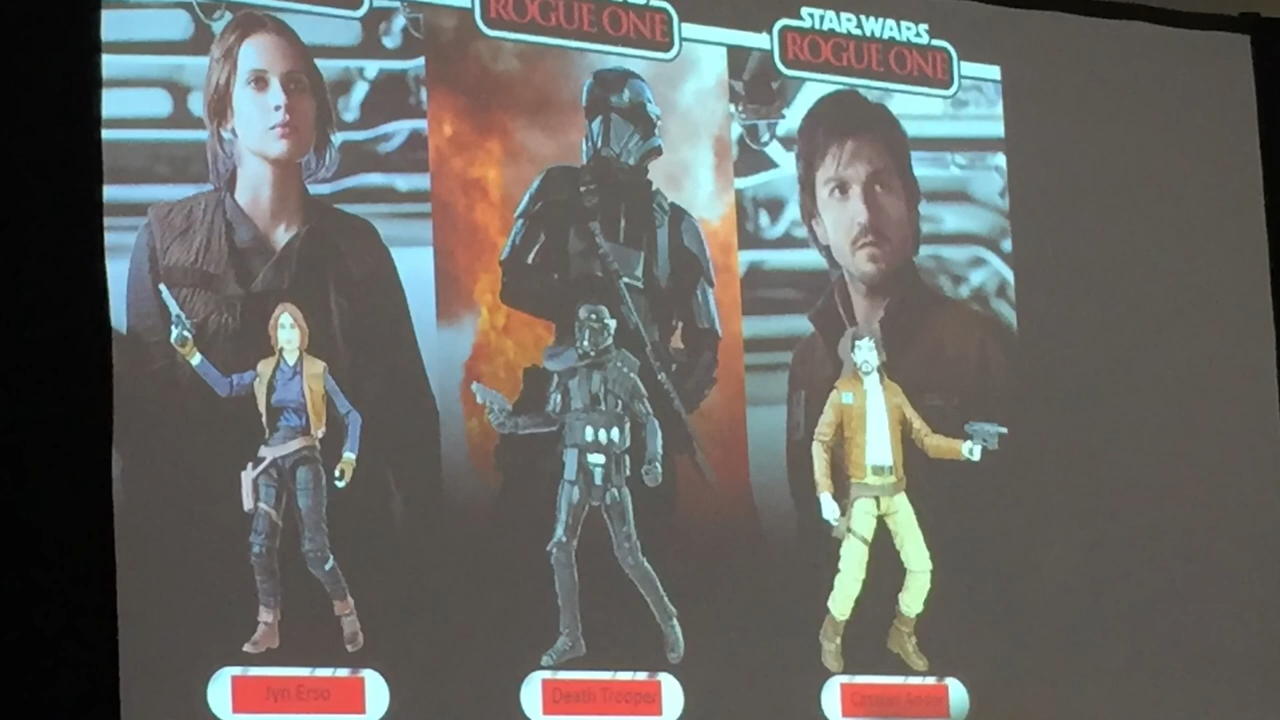 ROGUE ONE
STAR WARS
ROGUE ONE
Jyn Erso
Death Trooper
Cassian Andor